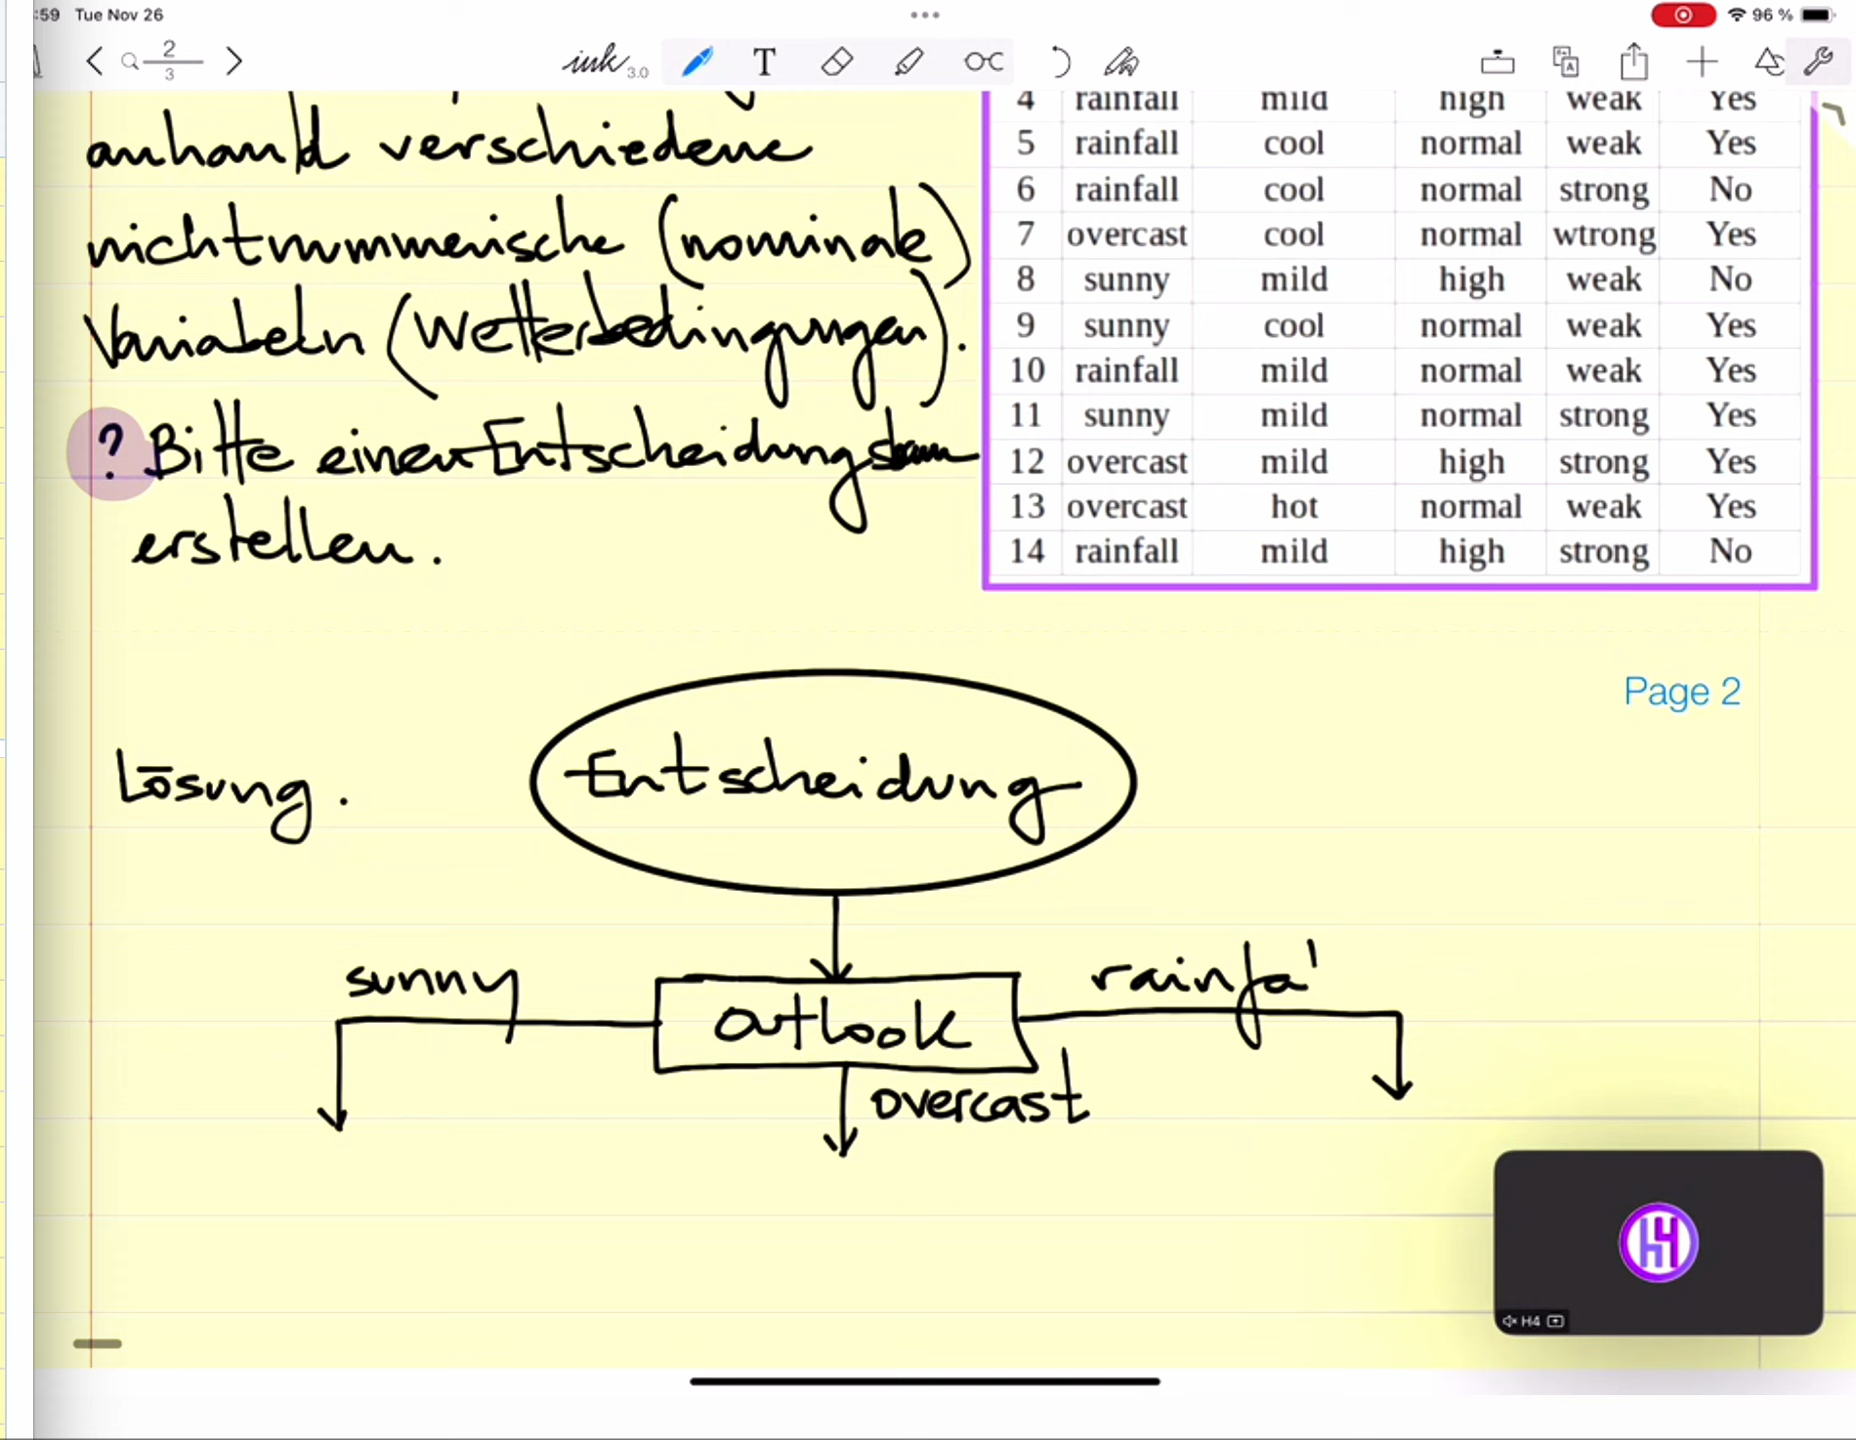 :59 Tue Nov 26
96 %
2
3
ink 3.0
T
anhand verschiedene
nichtnummerische (nominale)
Variabeln (Wetterbedingungen).
? Bitte einen Entscheidungsbaum
erstellen.
4 rainfall mild high weak Yes
5 rainfall cool normal weak Yes
6 rainfall cool normal strong No
7 overcast cool normal wtrong Yes
8 sunny mild high weak No
9 sunny cool normal weak Yes
10 rainfall mild normal weak Yes
11 sunny mild normal strong Yes
12 overcast mild high strong Yes
13 overcast hot normal weak Yes
14 rainfall mild high strong No
Page 2
Lösung.
Entscheidung
sunny
outlook
rainfa'
overcast
H4